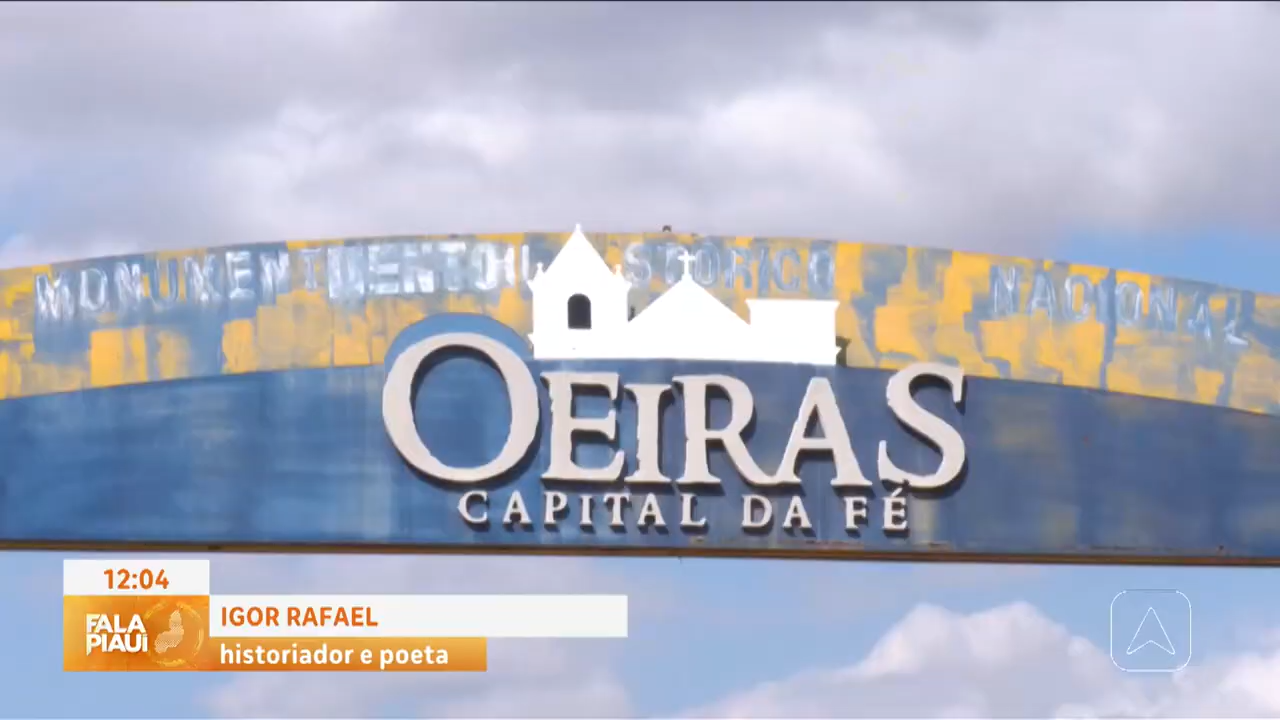 MONUMENTO HISTÓRICO NACIONAL
OEIRAS
CAPITAL DA FÉ
12:04
FALA
PIAUÍ
IGOR RAFAEL
historiador e poeta